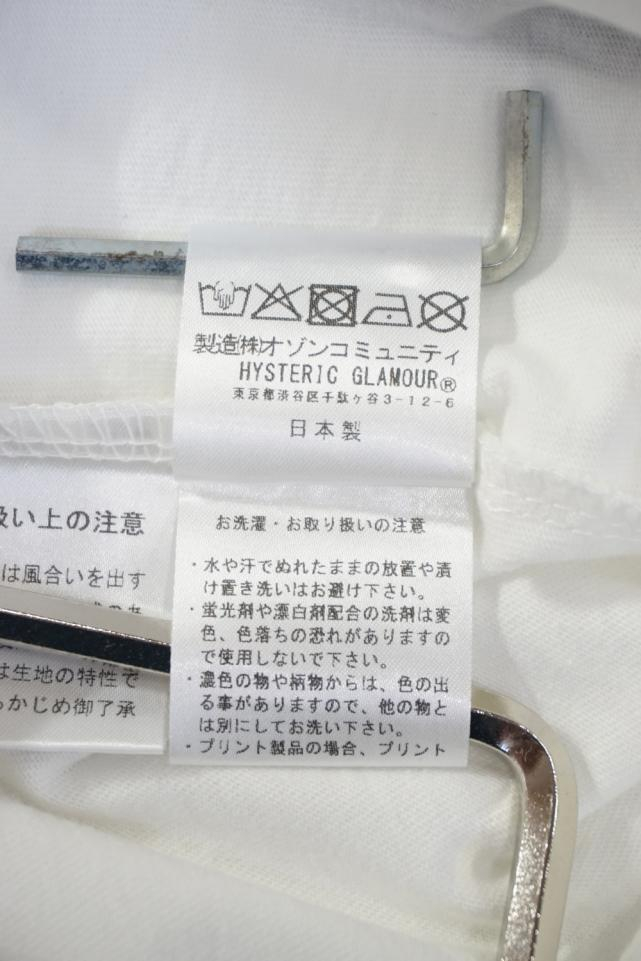 製造(株)オゾンコミュニティ
HYSTERIC GLAMOUR®
東京都渋谷区千駄ヶ谷3-12-6
日本製
お洗濯・お取り扱いの注意
・水や汗でぬれたままの放置や漬
け置き洗いはお避け下さい。
・蛍光剤や漂白剤配合の洗剤は変
色、色落ちの恐れがありますの
で使用しないで下さい。
・濃色の物や柄物からは、色の出
る事がありますので、他の物と
は別にしてお洗い下さい。
・プリント製品の場合、プリント
扱い上の注意
は風合いを出す
は生地の特性で
らかじめ御了承